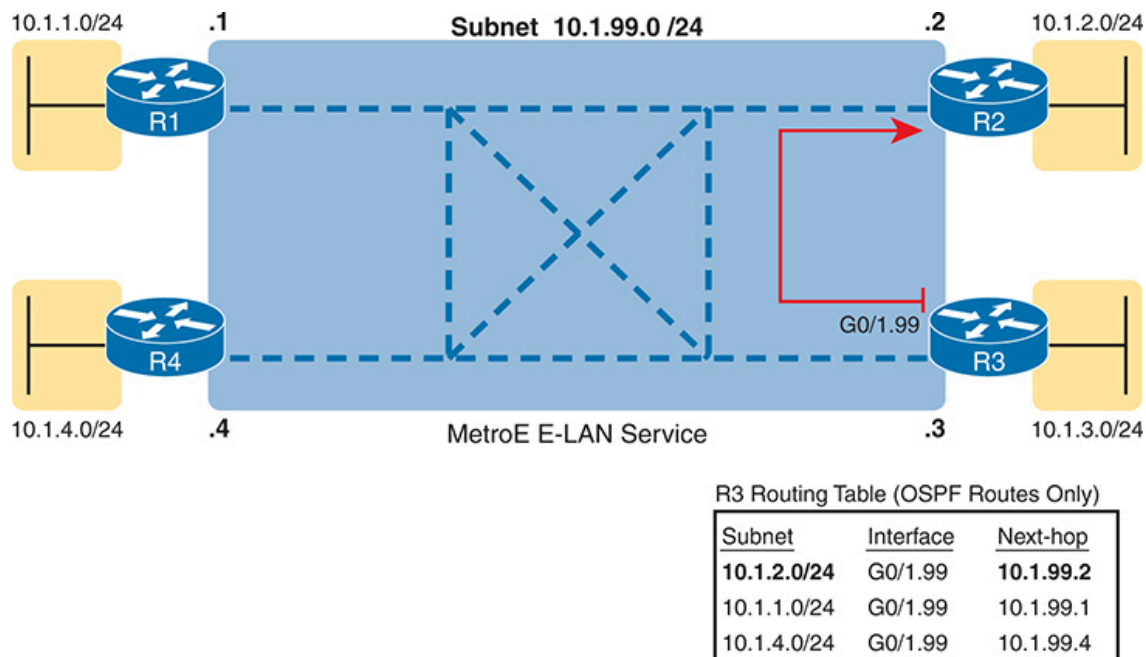 10.1.1.0/24
.1
Subnet 10.1.99.0 /24
.2
10.1.2.0/24
R1
R2
G0/1.99
R4
R3
10.1.4.0/24
.4
MetroE E-LAN Service
.3
10.1.3.0/24
R3 Routing Table (OSPF Routes Only)
Subnet Interface Next-hop
10.1.2.0/24 G0/1.99 10.1.99.2
10.1.1.0/24 G0/1.99 10.1.99.1
10.1.4.0/24 G0/1.99 10.1.99.4